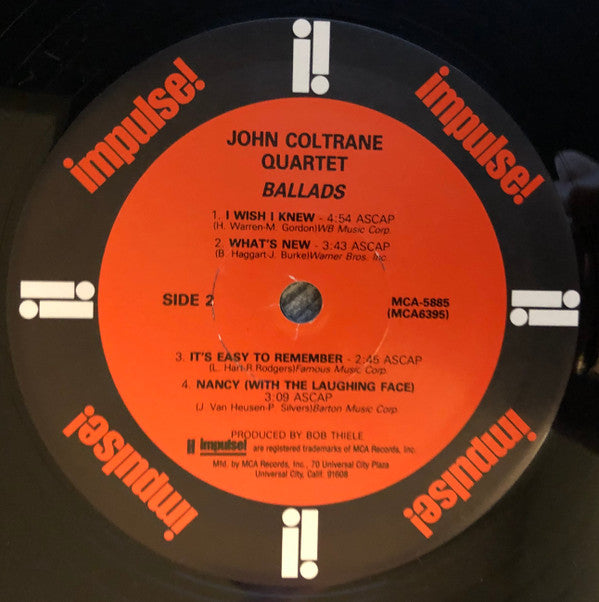 impulse!
impulse!
JOHN COLTRANE
QUARTET
BALLADS
1. I WISH I KNEW - 4:54 ASCAP
(H. Warren-M. Gordon)WB Music Corp.
2. WHAT'S NEW - 3:43 ASCAP
(B. Haggart-J. Burke)Warner Bros. Inc.
SIDE 2
MCA-5885
(MCA6395)
3. IT'S EASY TO REMEMBER - 2:45 ASCAP
(L. Hart-R.Rodgers)Famous Music Corp.
4. NANCY (WITH THE LAUGHING FACE)
3:09 ASCAP
(J. Van Heusen-P. Silvers)Barton Music Corp.
PRODUCED BY BOB THIELE
impulse! are registered trademarks of MCA Records, Inc.
Mfd. by MCA Records, Inc., 70 Universal City Plaza
Universal City, Calif. 91608
impulse!
impulse!